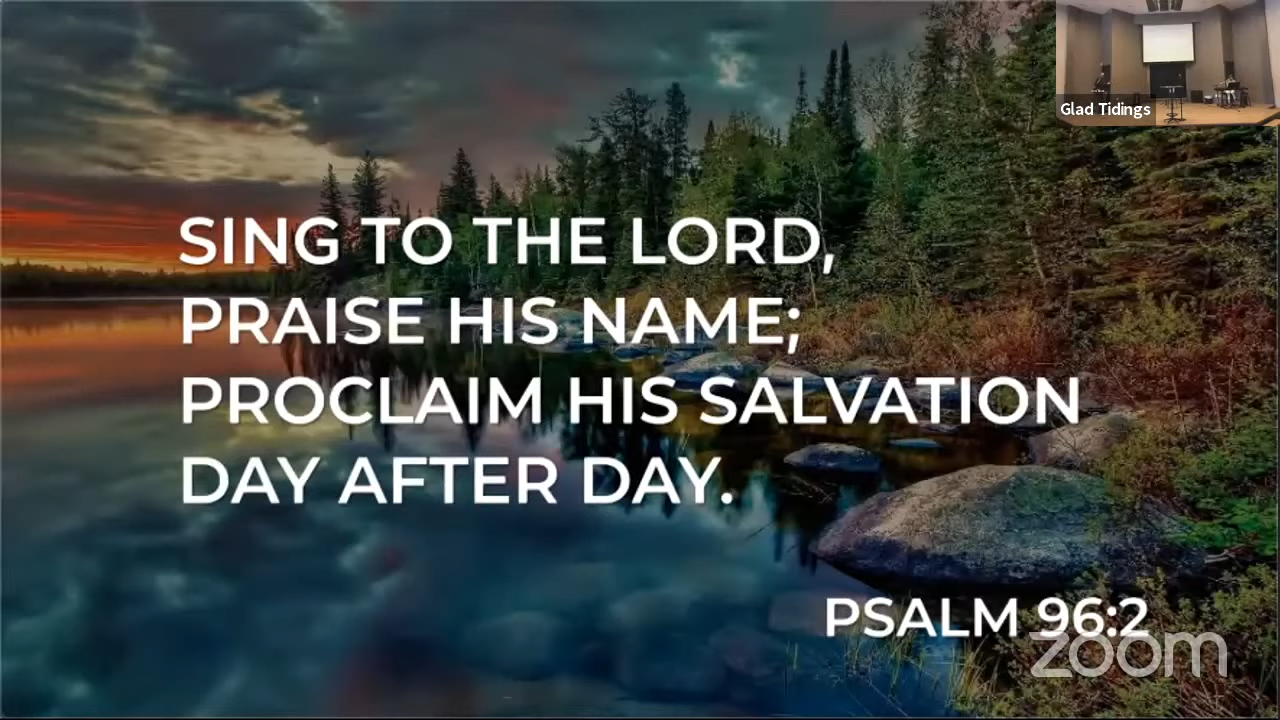 Glad Tidings
SING TO THE LORD,
PRAISE HIS NAME;
PROCLAIM HIS SALVATION
DAY AFTER DAY.
PSALM 96:2
zoom